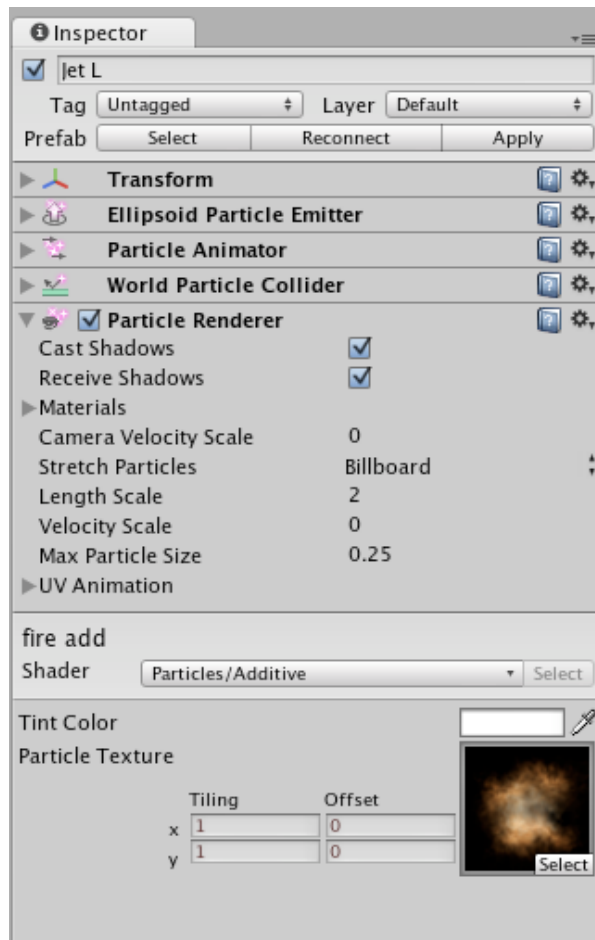 Inspector
Jet L
Tag Untagged Layer Default
Prefab Select Reconnect Apply
Transform
Ellipsoid Particle Emitter
Particle Animator
World Particle Collider
Particle Renderer
Cast Shadows
Receive Shadows
Materials
Camera Velocity Scale 0
Stretch Particles Billboard
Length Scale 2
Velocity Scale 0
Max Particle Size 0.25
UV Animation
fire add
Shader Particles/Additive Select
Tint Color
Particle Texture
Tiling Offset
x 1 0
y 1 0
Select